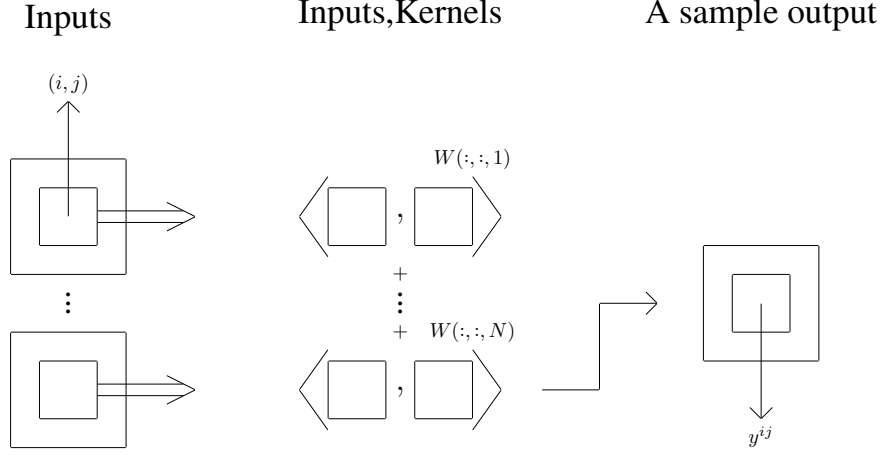 Inputs
Inputs,Kernels
A sample output
(i, j)
W(:, :, 1)
,
+
⋮
⋮
+
W(:, :, N)
,
y^{ij}